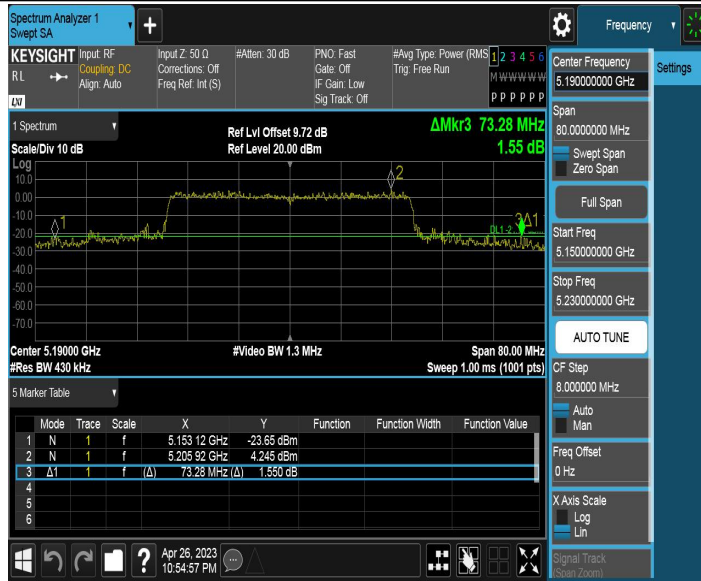 Spectrum Analyzer 1
Swept SA
Frequency
KEYSIGHT
RL
LXI
Input: RF
Coupling: DC
Align: Auto
Input Z: 50 Ω
Corrections: Off
Freq Ref: Int (S)
#Atten: 30 dB
PNO: Fast
Gate: Off
IF Gain: Low
Sig Track: Off
#Avg Type: Power (RMS
Trig: Free Run
1 2 3 4 5 6
M W W W W W
P P P P P P
Center Frequency
5.190000000 GHz
Settings
Span
80.0000000 MHz
Swept Span
Zero Span
Full Span
Start Freq
5.150000000 GHz
Stop Freq
5.230000000 GHz
AUTO TUNE
CF Step
8.000000 MHz
Auto
Man
Freq Offset
0 Hz
X Axis Scale
Log
Lin
Signal Track
(Span Zoom)
1 Spectrum
Scale/Div 10 dB
Ref Lvl Offset 9.72 dB
Ref Level 20.00 dBm
ΔMkr3 73.28 MHz
1.55 dB
Log
10.0
0.00
-10.0
-20.0
-30.0
-40.0
-50.0
-60.0
-70.0
1
2
3Δ1
DL1 -2...
Center 5.19000 GHz
#Video BW 1.3 MHz
Span 80.00 MHz
#Res BW 430 kHz
Sweep 1.00 ms (1001 pts)
5 Marker Table
Mode Trace Scale X Y Function Function Width Function Value
1 N 1 f 5.153 12 GHz -23.65 dBm
2 N 1 f 5.205 92 GHz 4.245 dBm
3 Δ1 1 f (Δ) 73.28 MHz (Δ) 1.550 dB
4
5
6
Apr 26, 2023
10:54:57 PM